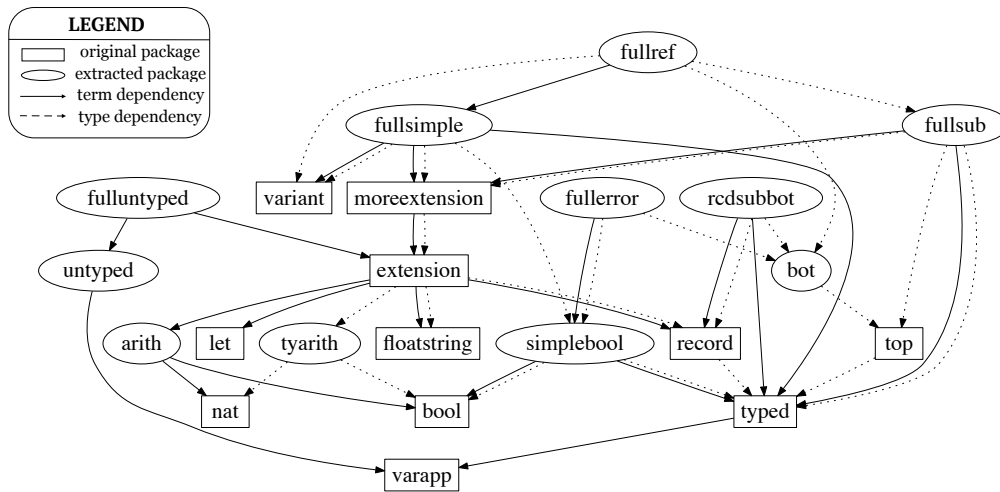 LEGEND
original package
extracted package
term dependency
type dependency
fullref
fullsimple
fullsub
fulluntyped
variant
moreextension
fullerror
rcdsubbot
untyped
extension
bot
arith
let
tyarith
floatstring
simplebool
record
top
nat
bool
typed
varapp